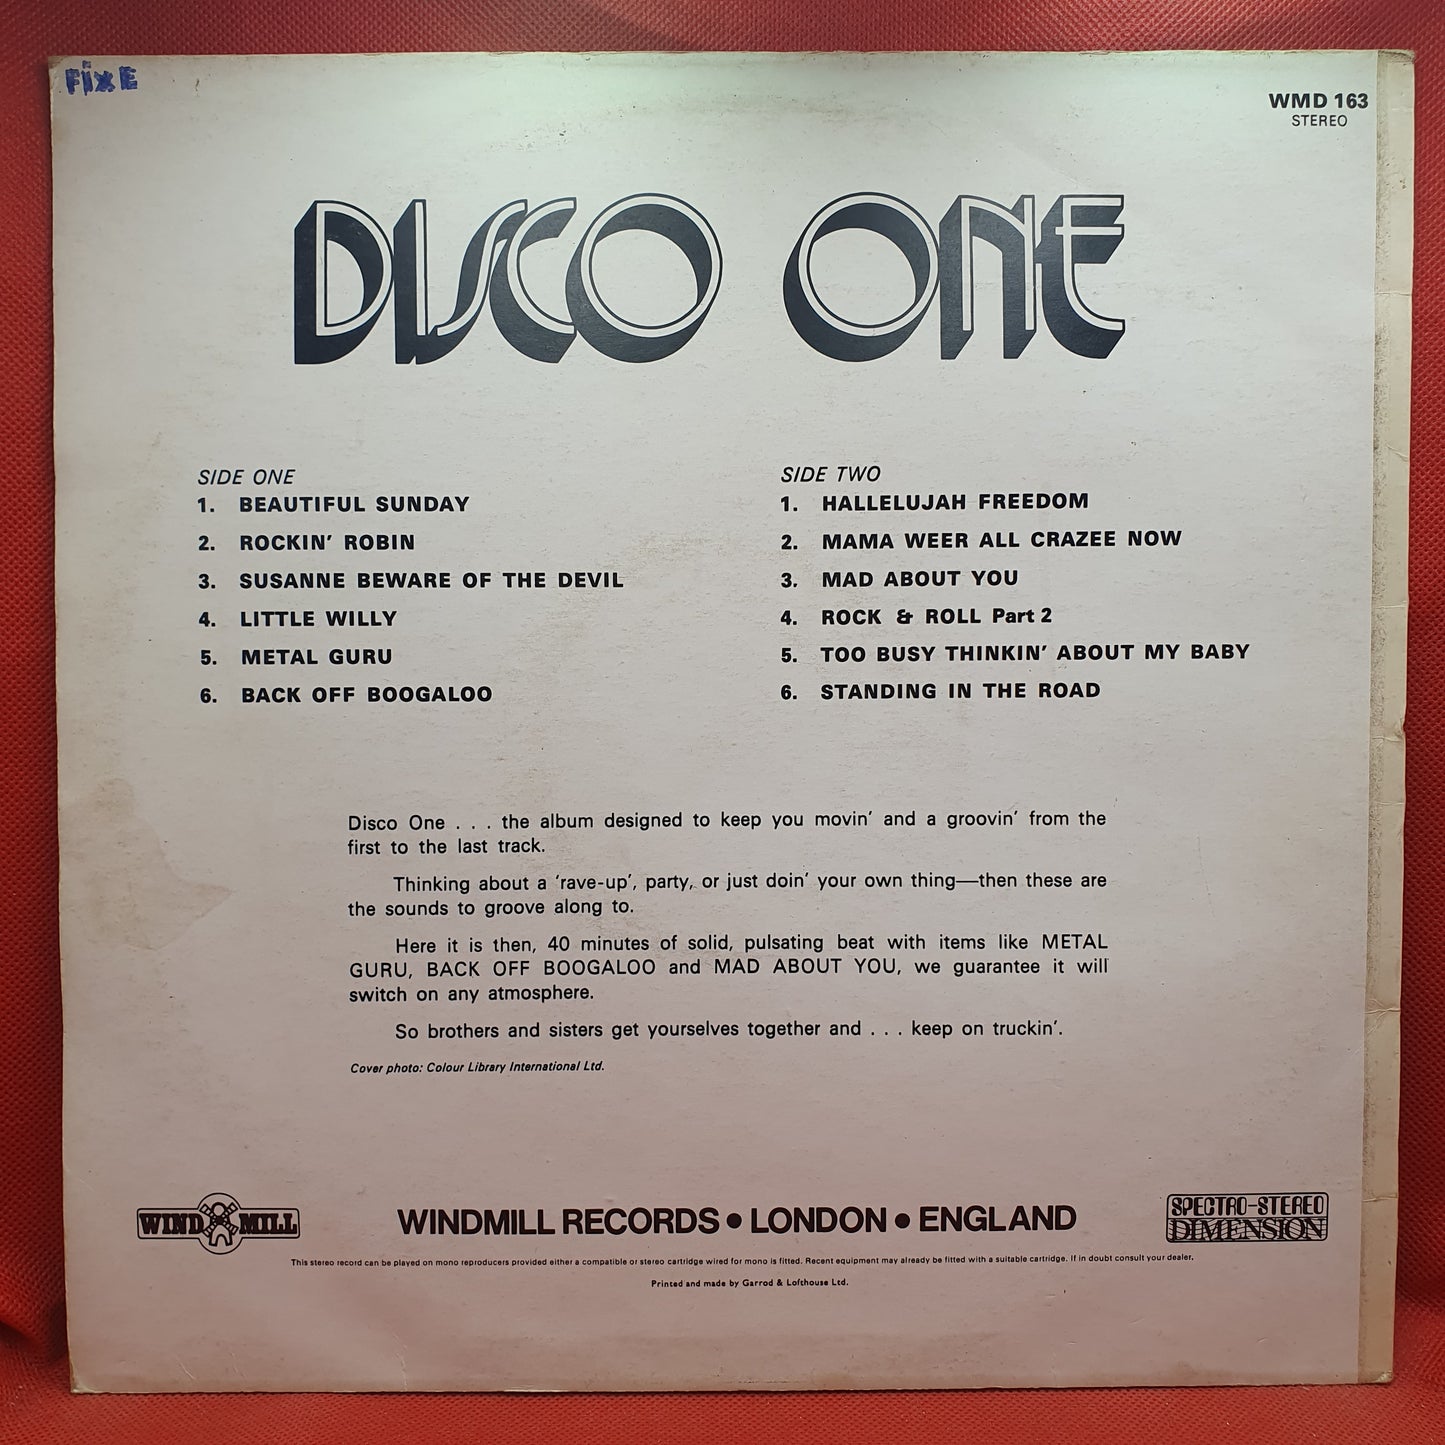 FixE
WMD 163
STEREO
DISCO ONE
SIDE ONE
1. BEAUTIFUL SUNDAY
2. ROCKIN' ROBIN
3. SUSANNE BEWARE OF THE DEVIL
4. LITTLE WILLY
5. METAL GURU
6. BACK OFF BOOGALOO
SIDE TWO
1. HALLELUJAH FREEDOM
2. MAMA WEER ALL CRAZEE NOW
3. MAD ABOUT YOU
4. ROCK & ROLL Part 2
5. TOO BUSY THINKIN' ABOUT MY BABY
6. STANDING IN THE ROAD
Disco One . . . the album designed to keep you movin' and a groovin' from the
first to the last track.
Thinking about a 'rave-up', party, or just doin' your own thing—then these are
the sounds to groove along to.
Here it is then, 40 minutes of solid, pulsating beat with items like METAL
GURU, BACK OFF BOOGALOO and MAD ABOUT YOU, we guarantee it will
switch on any atmosphere.
So brothers and sisters get yourselves together and . . . keep on truckin'.
Cover photo: Colour Library International Ltd.
WIND MILL
WINDMILL RECORDS • LONDON • ENGLAND
SPECTRO-STEREO
DIMENSION
This stereo record can be played on mono reproducers provided either a compatible or stereo cartridge wired for mono is fitted. Recent equipment may already be fitted with a suitable cartridge. If in doubt consult your dealer.
Printed and made by Garrod & Lofthouse Ltd.